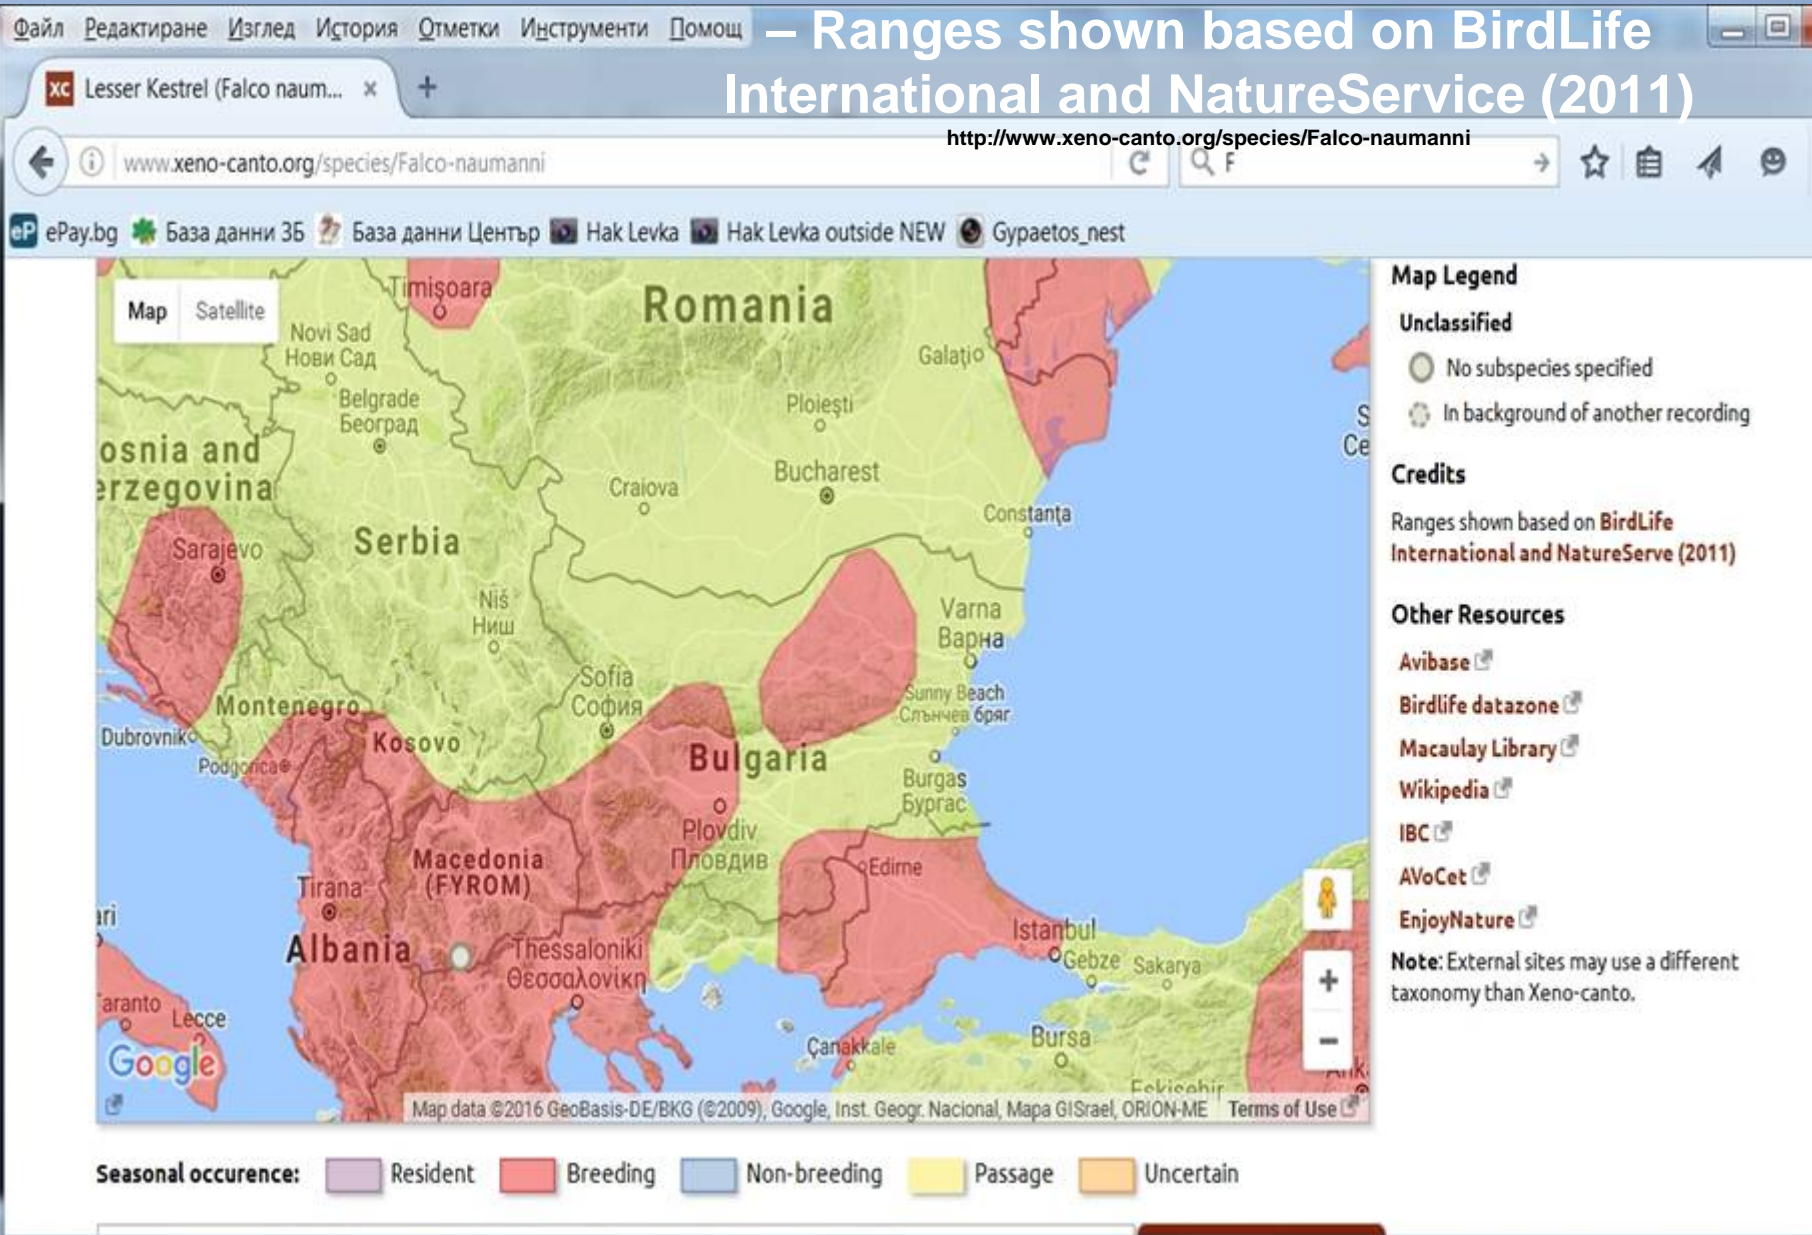 Файл Редактиране Изглед История Отметки Инструменти Помощ
– Ranges shown based on BirdLife
International and NatureService (2011)
http://www.xeno-canto.org/species/Falco-naumanni
XC Lesser Kestrel (Falco naum... × +
www.xeno-canto.org/species/Falco-naumanni
F
eP ePay.bg База данни ЗБ База данни Център Hak Levka Hak Levka outside NEW Gypaetos_nest
Map Satellite
Timișoara
Romania
Novi Sad
Нови Сад
Galați
Belgrade
Београд
Ploiești
osnia and
erzegovina
Bucharest
Craiova
Constanța
S
Ce
Serbia
Sarajevo
Niš
Ниш
Varna
Варна
Sofia
София
Sunny Beach
Слънчев бряг
Montenegro
Dubrovnik
Kosovo
Podgorica
Bulgaria
Burgas
Бургас
Plovdiv
Пловдив
Macedonia
(FYROM)
Edirne
Tirana
ari
Albania
Thessaloniki
Θεσσαλονίκη
Istanbul
Gebze
Sakarya
aranto
Lecce
Çanakkale
Bursa
Eskişehir
Ank
Google
+
−
Map data ©2016 GeoBasis-DE/BKG (©2009), Google, Inst. Geogr. Nacional, Mapa GISrael, ORION-ME Terms of Use
Map Legend
Unclassified
No subspecies specified
In background of another recording
Credits
Ranges shown based on BirdLife
International and NatureServe (2011)
Other Resources
Avibase
Birdlife datazone
Macaulay Library
Wikipedia
IBC
AVoCet
EnjoyNature
Note: External sites may use a different
taxonomy than Xeno-canto.
Seasonal occurence: Resident Breeding Non-breeding Passage Uncertain